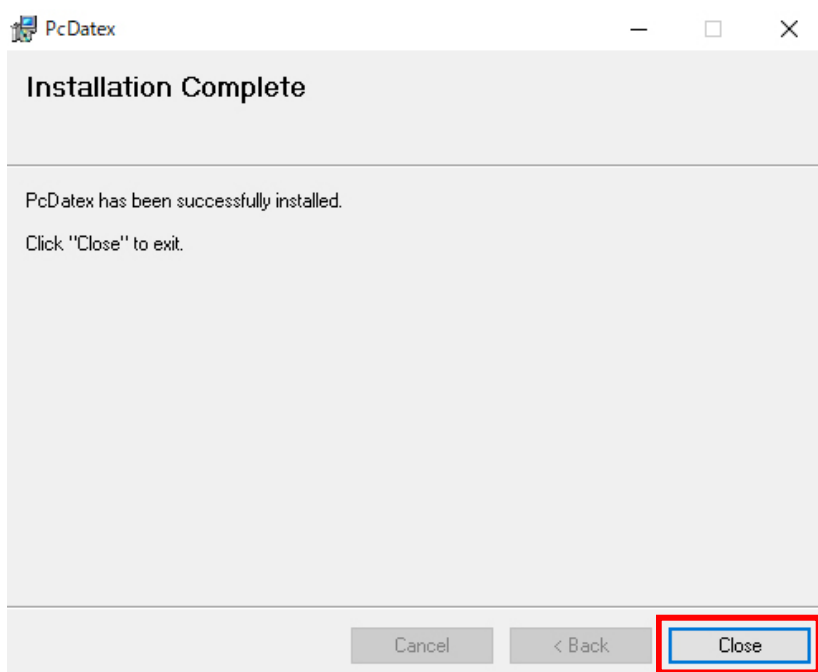 PcDatex
Installation Complete
PcDatex has been successfully installed.
Click "Close" to exit.
Cancel
< Back
Close